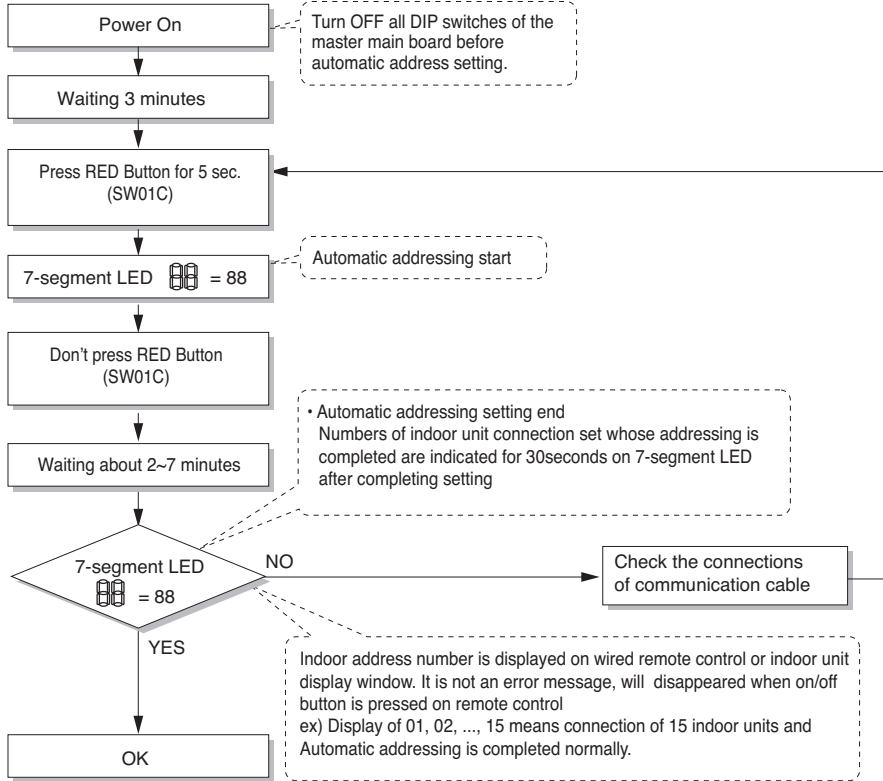 Power On
Turn OFF all DIP switches of the
master main board before
automatic address setting.
Waiting 3 minutes
Press RED Button for 5 sec.
(SW01C)
7-segment LED 88 = 88
Automatic addressing start
Don't press RED Button
(SW01C)
• Automatic addressing setting end
Numbers of indoor unit connection set whose addressing is
completed are indicated for 30seconds on 7-segment LED
after completing setting
Waiting about 2~7 minutes
7-segment LED
88 = 88
NO
Check the connections
of communication cable
YES
Indoor address number is displayed on wired remote control or indoor unit
display window. It is not an error message, will disappeared when on/off
button is pressed on remote control
ex) Display of 01, 02, ..., 15 means connection of 15 indoor units and
Automatic addressing is completed normally.
OK